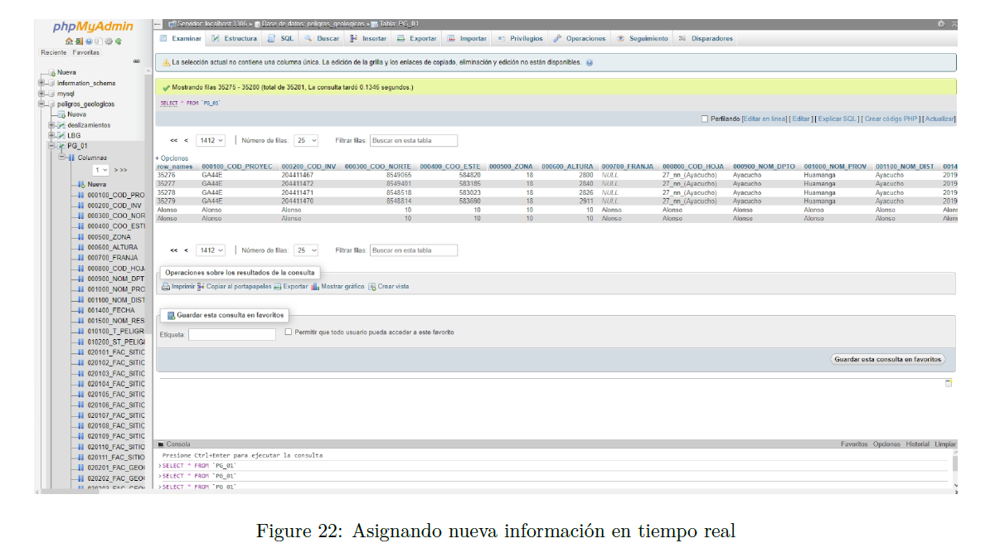 phpMyAdmin
Reciente Favoritas
Nueva
information_schema
mysql
peligros_geologicos
Nueva
deslizamientos
LBG
PG_01
Columnas
1 > >>
Nueva
000100_COD_PRO
000200_COD_INV
000300_COO_NOR
000400_COO_ESTI
000500_ZONA
000600_ALTURA
000700_FRANJA
000800_COD_HOJ
000900_NOM_DPT
001000_NOM_PRO
001100_NOM_DIST
001400_FECHA
001500_NOM_RES
010100_T_PELIGR
010200_ST_PELIGI
020101_FAC_SITIC
020102_FAC_SITIC
020103_FAC_SITIC
020104_FAC_SITIC
020105_FAC_SITIC
020106_FAC_SITIC
020107_FAC_SITIC
020108_FAC_SITIC
020109_FAC_SITIC
020110_FAC_SITIC
020111_FAC_SITIO
020201_FAC_GEO
020202_FAC_GEO
Servidor: localhost:3306 » Base de datos: peligros_geologicos » Tabla: PG_01
Examinar Estructura SQL Buscar Insertar Exportar Importar Privilegios Operaciones Seguimiento Disparadores
La selección actual no contiene una columna única. La edición de la grilla y los enlaces de copiado, eliminación y edición no están disponibles.
Mostrando filas 35275 - 35280 (total de 35281, La consulta tardó 0.1346 segundos.)
SELECT * FROM `PG_01`
Perfilando [Editar en línea] [ Editar ] [ Explicar SQL ] [ Crear código PHP ] [ Actualizar]
<< < 1412 Número de filas: 25 Filtrar filas: Buscar en esta tabla
+ Opciones
row_names 000100_COD_PROYEC 000200_COD_INV 000300_COO_NORTE 000400_COO_ESTE 000500_ZONA 000600_ALTURA 000700_FRANJA 000800_COD_HOJA 000900_NOM_DPTO 001000_NOM_PROV 001100_NOM_DIST 0014
35276 GA44E 204411467 8549065 584820 18 2800 NULL 27_nn_(Ayacucho) Ayacucho Huamanga Ayacucho 2019
35277 GA44E 204411472 8549401 583185 18 2840 NULL 27_nn_(Ayacucho) Ayacucho Huamanga Ayacucho 2019
35278 GA44E 204411471 8548518 583023 18 2826 NULL 27_nn_(Ayacucho) Ayacucho Huamanga Ayacucho 2019
35279 GA44E 204411470 8548814 583690 18 2911 NULL 27_nn_(Ayacucho) Ayacucho Huamanga Ayacucho 2019
Alonso Alonso Alonso 10 10 10 10 Alonso Alonso Alonso Alonso Alonso Alons
Alonso Alonso Alonso 10 10 10 10 Alonso Alonso Alonso Alonso Alonso Alons
<< < 1412 Número de filas: 25 Filtrar filas: Buscar en esta tabla
Operaciones sobre los resultados de la consulta
Imprimir Copiar al portapapeles Exportar Mostrar gráfico Crear vista
Guardar esta consulta en favoritos
Etiqueta: Permitir que todo usuario pueda acceder a este favorito
Guardar esta consulta en favoritos
Consola Favoritos Opciones Historial Limpiar
Presione Ctrl+Enter para ejecutar la consulta
>SELECT * FROM `PG_01`
>SELECT * FROM `PG_01`
>SELECT * FROM `PG_01`
Figure 22: Asignando nueva información en tiempo real